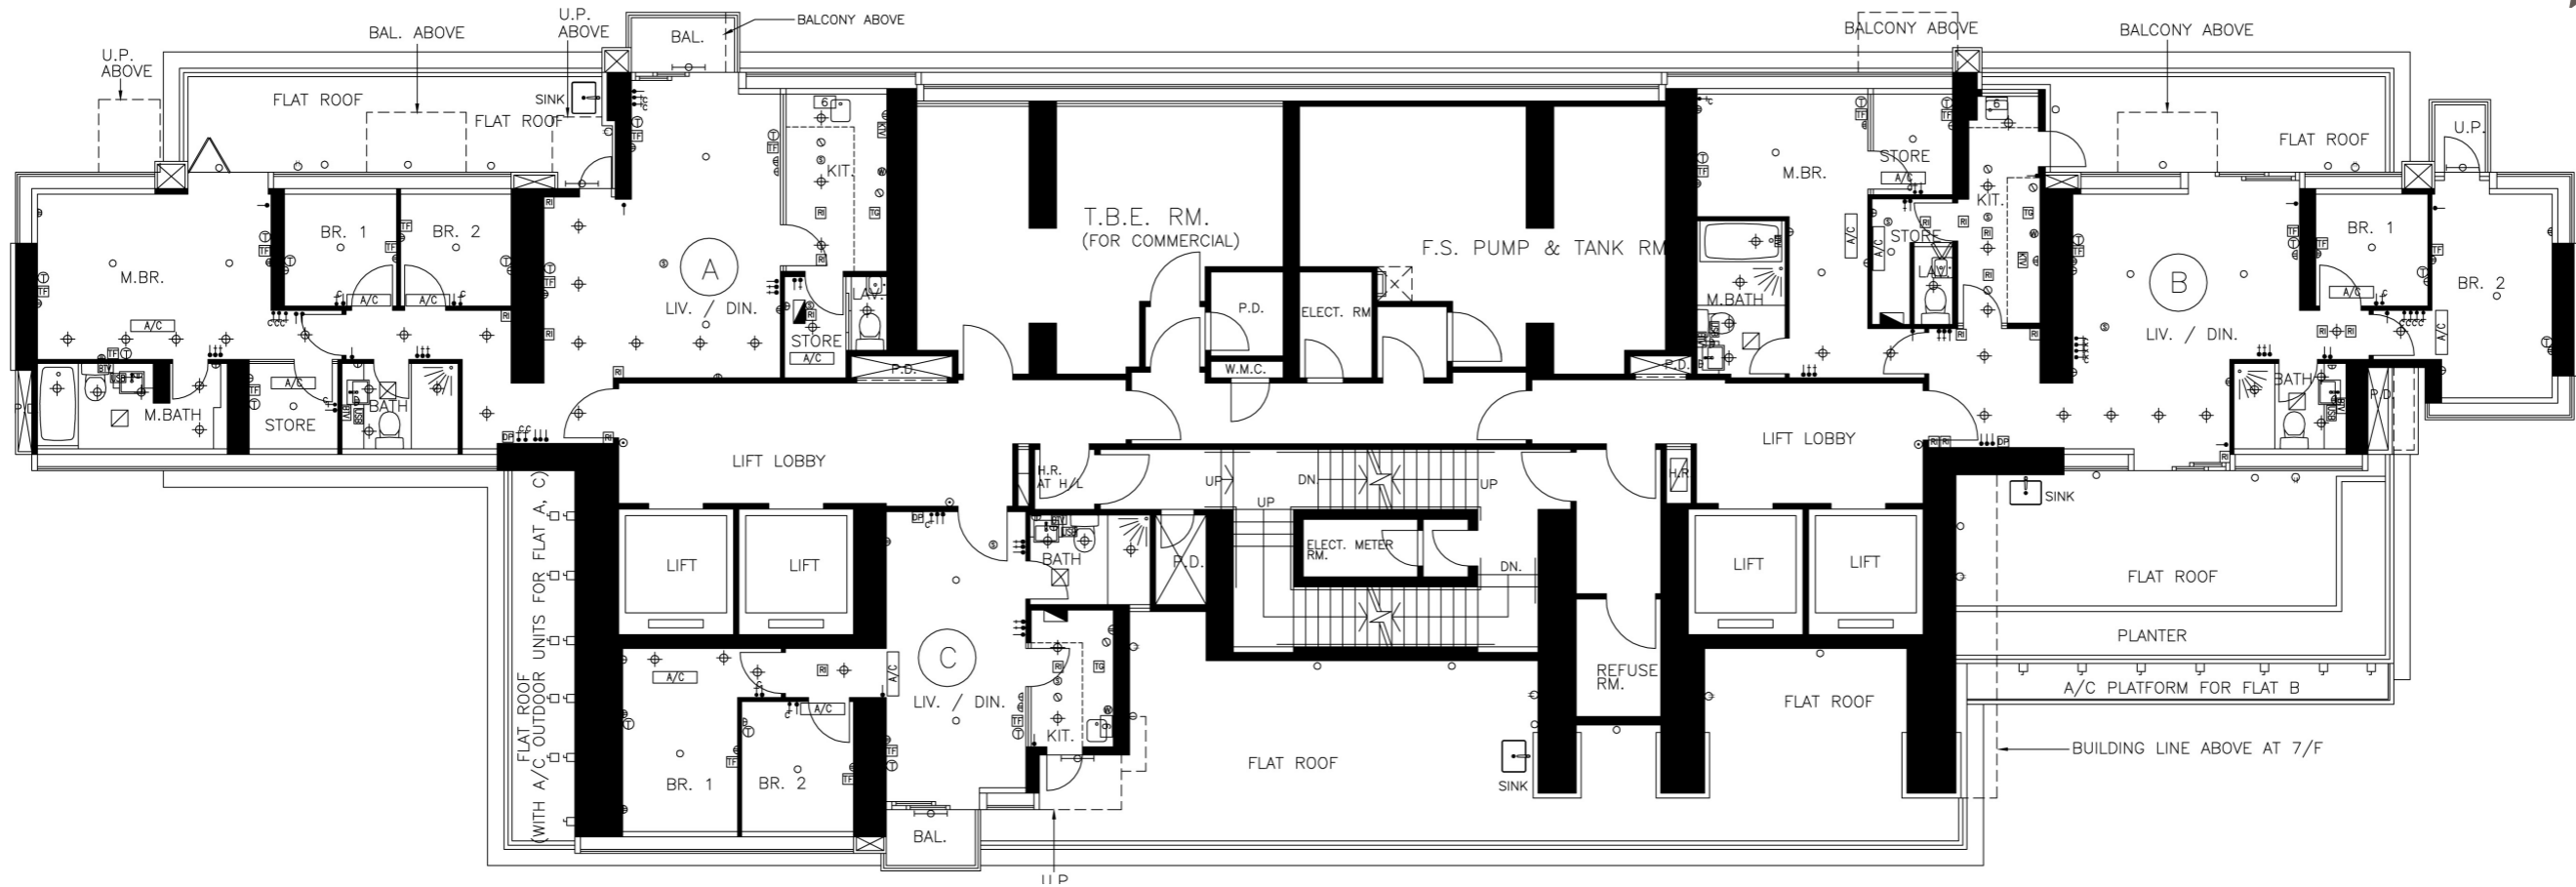 U.P.
ABOVE
BAL. ABOVE
U.P.
ABOVE
BAL.
BALCONY ABOVE
BALCONY ABOVE
BALCONY ABOVE
FLAT ROOF
FLAT ROOF
SINK
KIT.
M.BR.
BR. 1
BR. 2
A
LIV. / DIN.
LAV.
STORE
A/C
A/C
A/C
A/C
A/C
M.BATH
STORE
BATH
P.D.
T.B.E. RM.
(FOR COMMERCIAL)
P.D.
W.M.C.
ELECT. RM
F.S. PUMP & TANK RM
M.BR.
STORE
A/C
STORE
A/C
A/C
LAV.
M.BATH
P.D.
KIT.
FLAT ROOF
U.P.
B
LIV. / DIN.
BR. 1
A/C
BR. 2
A/C
BATH
P.D.
LIFT LOBBY
H.R.
AT H/L
UP
DN.
UP
UP
DN.
ELECT. METER
RM.
H.R.
LIFT LOBBY
SINK
FLAT ROOF
PLANTER
A/C PLATFORM FOR FLAT B
BUILDING LINE ABOVE AT 7/F
LIFT
LIFT
LIFT
LIFT
FLAT ROOF
(WITH A/C OUTDOOR UNITS FOR FLAT A, C)
BATH
P.D.
C
LIV. / DIN.
A/C
A/C
A/C
BR. 1
BR. 2
KIT.
BAL.
U.P.
FLAT ROOF
SINK
REFUSE
RM.
FLAT ROOF